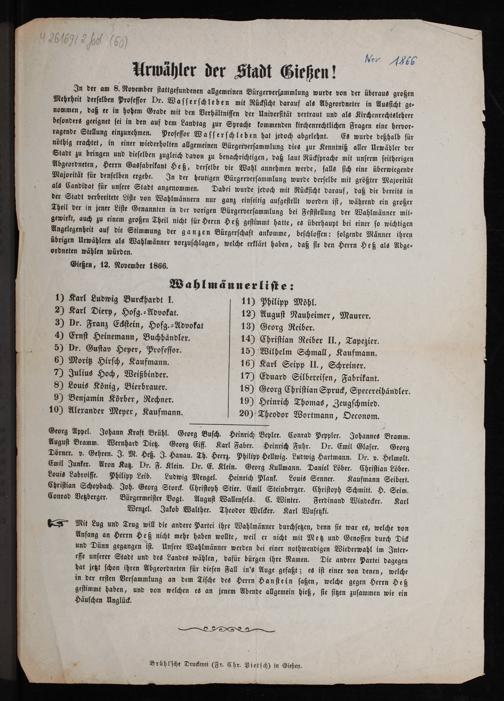 4 26169/2 fol (60)
Nov 1866
Urwähler der Stadt Gießen!
In der am 8. November stattgefundenen allgemeinen Bürgerversammlung wurde von der überaus großen
Mehrheit derselben Professor Dr. Wasserschleben mit Rücksicht darauf als Abgeordneter in Aussicht ge-
nommen, daß er in hohem Grade mit den Verhältnissen der Universität vertraut und als Kirchenrechtslehrer
besonders geeignet sei in den auf dem Landtag zur Sprache kommenden kirchenrechtlichen Fragen eine hervor-
ragende Stellung einzunehmen. Professor Wasserschleben hat jedoch abgelehnt. Es wurde deßhalb für
nöthig erachtet, in einer wiederholten allgemeinen Bürgerversammlung dies zur Kenntniß aller Urwähler der
Stadt zu bringen und dieselben zugleich davon zu benachrichtigen, daß laut Rücksprache mit unserem seitherigen
Abgeordneten, Herrn Gasfabrikant Heß, derselbe die Wahl annehmen werde, falls sich eine überwiegende
Majorität für denselben ergebe. In der heutigen Bürgerversammlung wurde derselbe mit größter Majorität
als Candidat für unsere Stadt angenommen. Dabei wurde jedoch mit Rücksicht darauf, daß die bereits in
der Stadt verbreitete Liste von Wahlmännern nur ganz einseitig aufgestellt worden ist, während ein großer
Theil der in jener Liste Genannten in der vorigen Bürgerversammlung bei Feststellung der Wahlmänner mit-
gewirkt, auch zu einem großen Theil nicht für Herrn Heß gestimmt hatte, es überhaupt bei einer so wichtigen
Angelegenheit auf die Stimmung der ganzen Bürgerschaft ankomme, beschlossen: folgende Männer ihren
übrigen Urwählern als Wahlmänner vorzuschlagen, welche erklärt haben, daß sie den Herrn Heß als Abge-
ordneten wählen würden.
Gießen, 12. November 1866.
Wahlmännerliste:
1) Karl Ludwig Burckhardt I.
2) Karl Diery, Hofg.-Advokat.
3) Dr. Franz Eckstein, Hofg.-Advokat
4) Ernst Heinemann, Buchhändler.
5) Dr. Gustav Heyer, Professor.
6) Moritz Hirsch, Kaufmann.
7) Julius Hoch, Weißbinder.
8) Louis König, Bierbrauer.
9) Benjamin Körber, Rechner.
10) Alexander Meyer, Kaufmann.
11) Philipp Möhl.
12) August Nauheimer, Maurer.
13) Georg Reiber.
14) Christian Reiber II., Tapezier.
15) Wilhelm Schmall, Kaufmann.
16) Karl Seipp II., Schreiner.
17) Eduard Silbereisen, Fabrikant.
18) Georg Christian Spruck, Specereihändler.
19) Heinrich Thomas, Zeugschmied.
20) Theodor Wortmann, Oeconom.
Georg Appel. Johann Kraft Brühl. Georg Busch. Heinrich Bepler. Conrad Peppler. Johannes Bramm.
August Bramm. Wernhard Dietz. Georg Eiff. Karl Faber. Heinrich Fuhr. Dr. Emil Glaser. Georg
Dörner. v. Gehren. J. M. Heß. J. Hanau. Th. Herrz. Philipp Hellwig. Ludwig Hartmann. Dr. v. Helmolt.
Emil Junker. Aron Katz. Dr. F. Klein. Dr. G. Klein. Georg Kullmann. Daniel Löber. Christian Löber.
Louis Labroisse. Philipp Leib. Ludwig Mengel. Heinrich Plank. Louis Senner. Kaufmann Seibert.
Christian Schopbach. Joh. Georg Storck. Christoph Stier. Emil Steinberger. Christoph Schmitt. H. Seim.
Conrad Vetzberger. Bürgermeister Vogt. August Wallenfels. C. Winter. Ferdinand Windecker. Karl
Wenzel. Jakob Walther. Theodor Welcker. Karl
Mit Lug und Trug will die andere Partei ihre Wahlmänner durchsetzen, denn sie war es, welche von
Anfang an Herrn Heß nicht mehr haben wollte, weil er nicht mit Metz und Genossen durch Dick
und Dünn gegangen ist. Unsere Wahlmänner werden bei einer nothwendigen Wiederwahl im Inter-
esse unserer Stadt und des Landes wählen, dafür bürgen ihre Namen. Die andere Partei dagegen
hat jetzt schon ihren Abgeordneten für diesen Fall in's Auge gefaßt; es ist einer von denen, welche
in der ersten Versammlung an dem Tische des Herrn Hanstein saßen, welche gegen Herrn Heß
gestimmt haben, und von welchen es an jenem Abende allgemein hieß, sie sitzen zusammen wie ein
Häuschen Unglück.
Brühl'sche Druckerei (Fr. Chr. Pietsch) in Gießen.